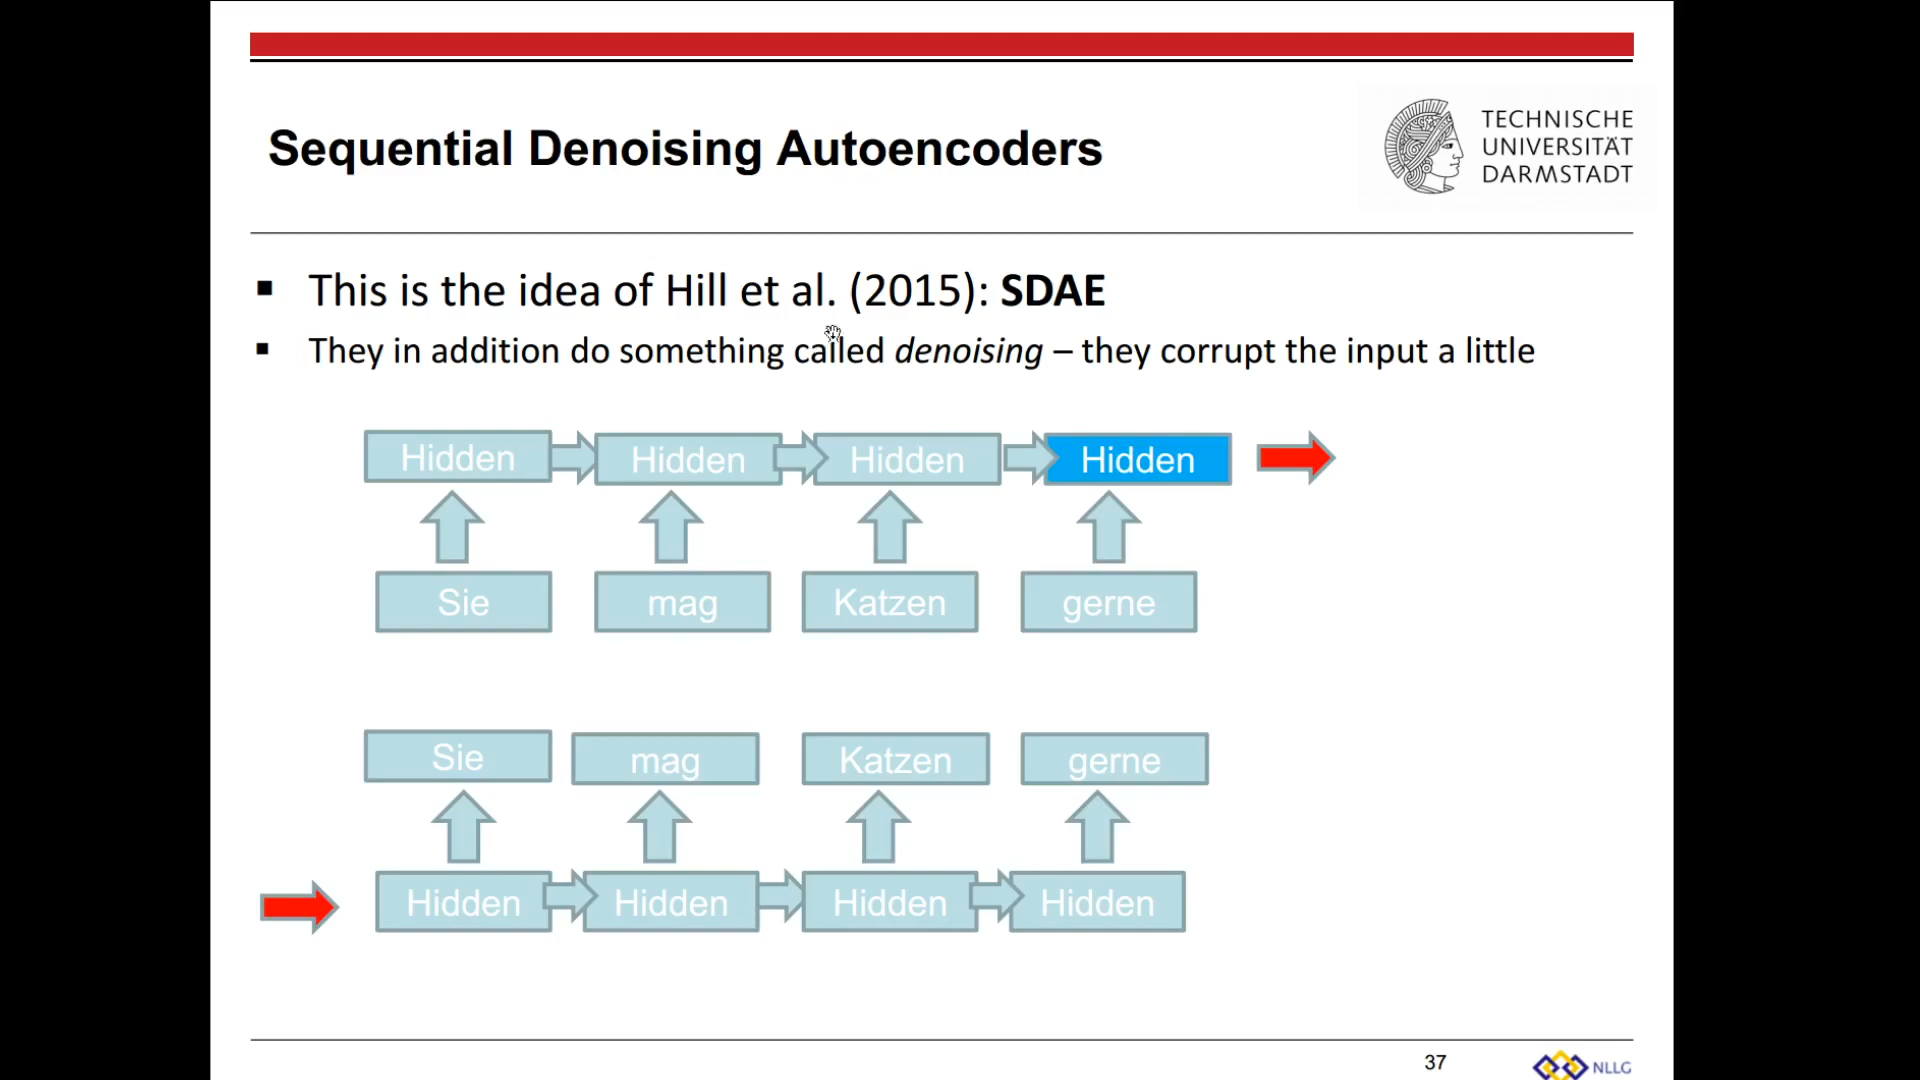 TECHNISCHE
UNIVERSITÄT
DARMSTADT
Sequential Denoising Autoencoders
▪ This is the idea of Hill et al. (2015): SDAE
▪ They in addition do something called denoising – they corrupt the input a little
Hidden Hidden Hidden Hidden
Sie mag Katzen gerne
Sie mag Katzen gerne
Hidden Hidden Hidden Hidden
37
NLLG